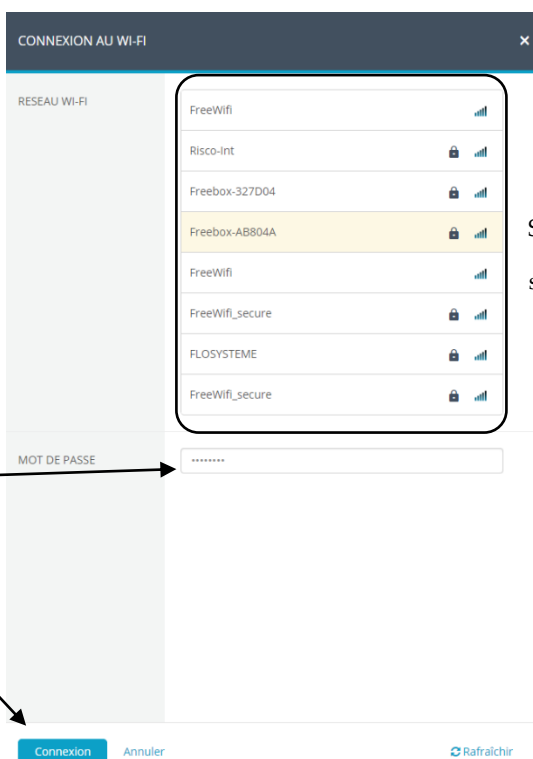 CONNEXION AU WI-FI ×
RESEAU WI-FI
FreeWifi
Risco-Int
Freebox-327D04
Freebox-AB804A
FreeWifi
FreeWifi_secure
FLOSYSTEME
FreeWifi_secure
MOT DE PASSE
••••••••
Connexion Annuler Rafraîchir